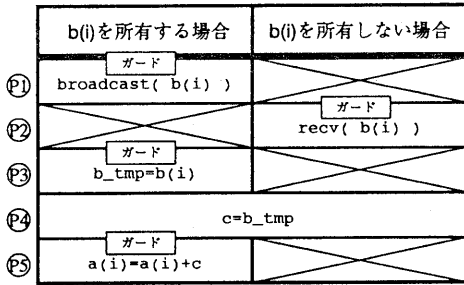 b(i)を所有する場合 b(i)を所有しない場合
ガード
P1 broadcast( b(i) )
ガード
P2 recv( b(i) )
ガード
P3 b_tmp=b(i)
P4 c=b_tmp
ガード
P5 a(i)=a(i)+c